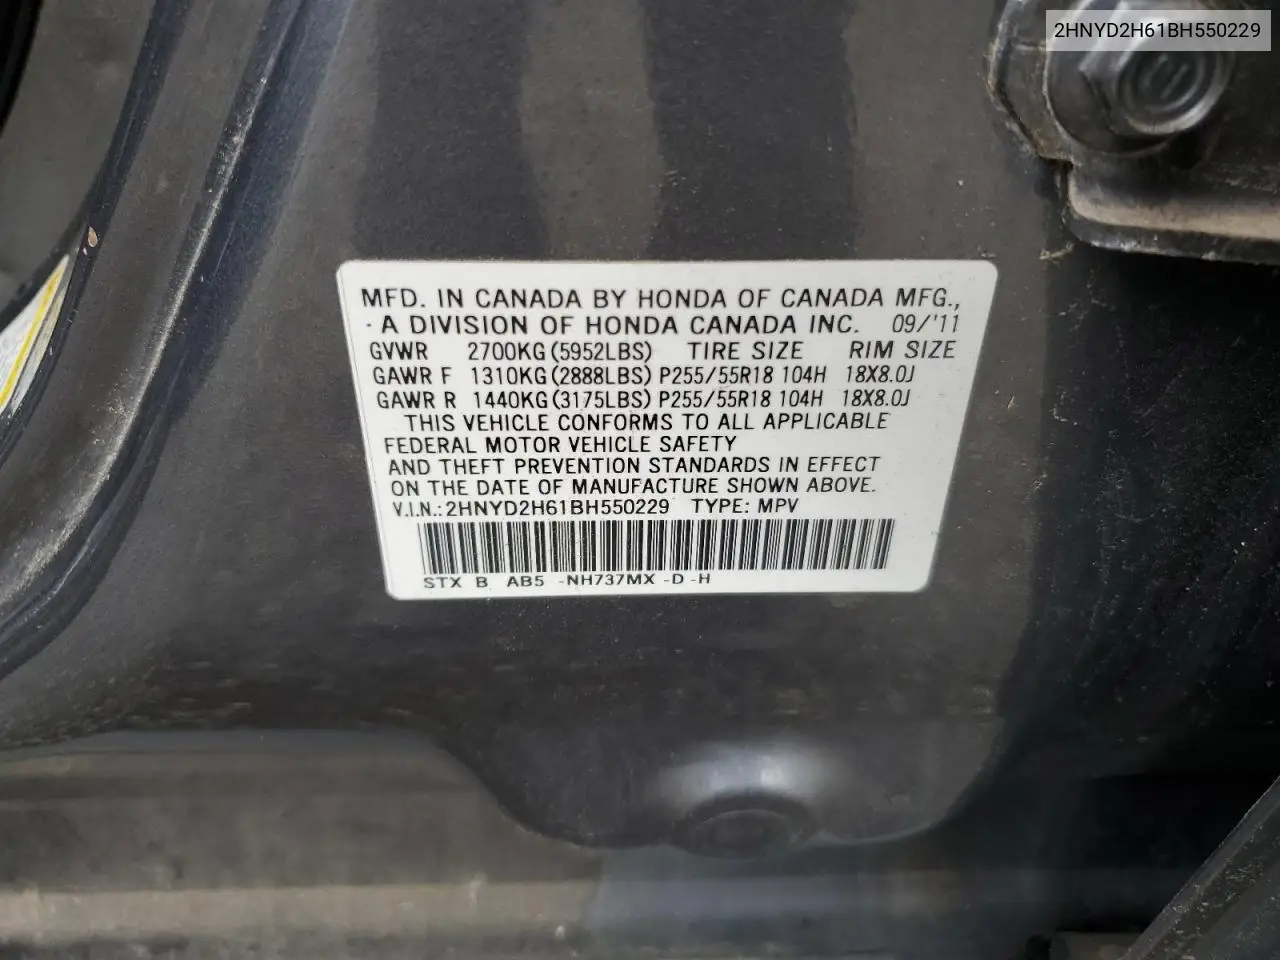 2HNYD2H61BH550229
MFD. IN CANADA BY HONDA OF CANADA MFG.,
· A DIVISION OF HONDA CANADA INC. 09/'11
GVWR 2700KG (5952LBS) TIRE SIZE RIM SIZE
GAWR F 1310KG (2888LBS) P255/55R18 104H 18X8.0J
GAWR R 1440KG (3175LBS) P255/55R18 104H 18X8.0J
THIS VEHICLE CONFORMS TO ALL APPLICABLE
FEDERAL MOTOR VEHICLE SAFETY
AND THEFT PREVENTION STANDARDS IN EFFECT
ON THE DATE OF MANUFACTURE SHOWN ABOVE.
V.I.N.: 2HNYD2H61BH550229 TYPE: MPV
STX B AB5 -NH737MX -D -H